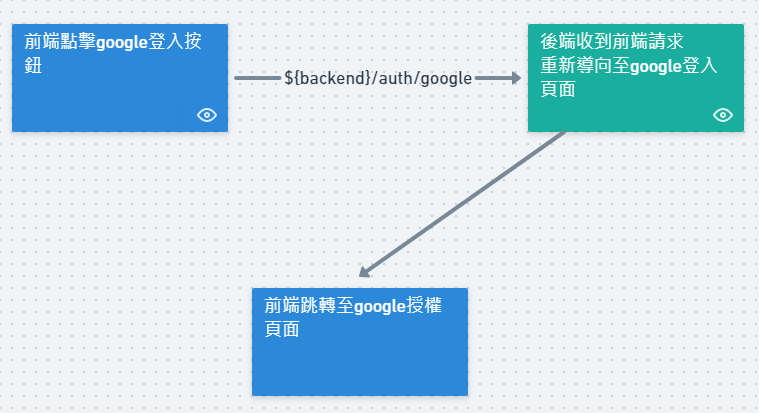 前端點擊google登入按
鈕
${backend}/auth/google
後端收到前端請求
重新導向至google登入
頁面
前端跳轉至google授權
頁面